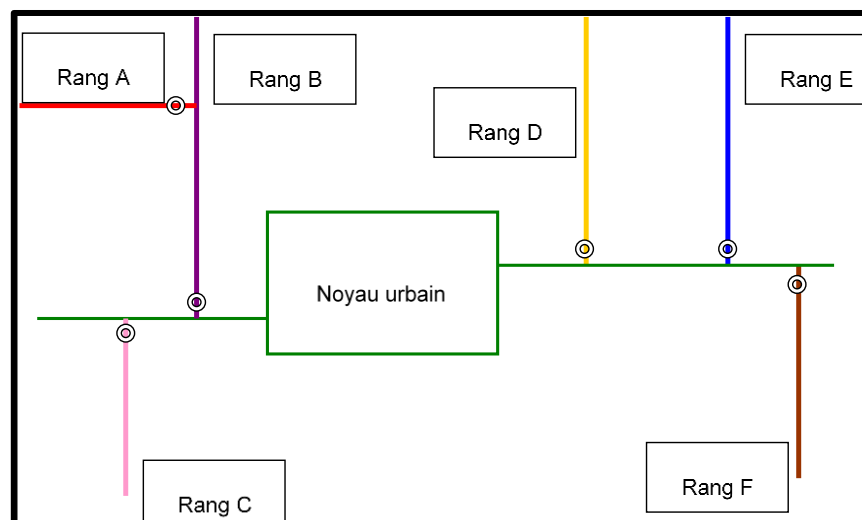 Rang A
Rang B
Rang E
Rang D
Noyau urbain
Rang C
Rang F